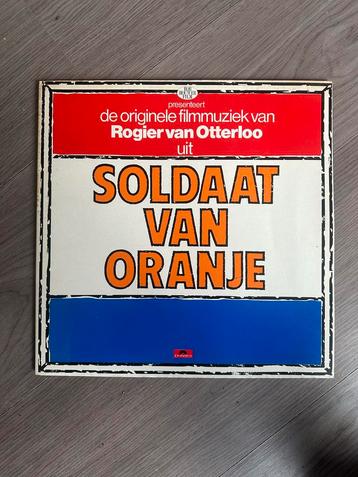 presenteert
de originele filmmuziek van
Rogier van Otterloo
uit
SOLDAAT
VAN
ORANJE